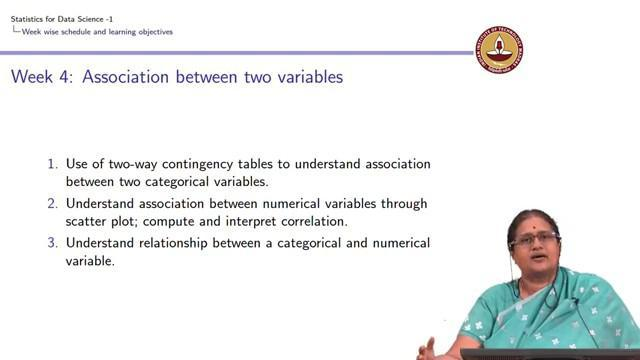 Statistics for Data Science -1
Week wise schedule and learning objectives
Week 4: Association between two variables
1. Use of two-way contingency tables to understand association
between two categorical variables.
2. Understand association between numerical variables through
scatter plot; compute and interpret correlation.
3. Understand relationship between a categorical and numerical
variable.